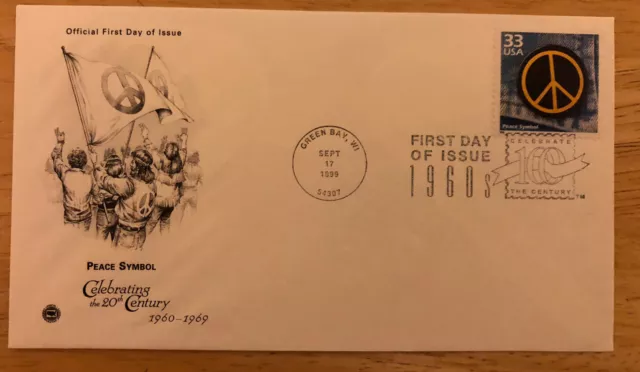 Official First Day of Issue
PEACE SYMBOL
Celebrating
the 20th Century
1960-1969
GREEN BAY, WI
SEPT
17
1999
54307
FIRST DAY
OF ISSUE
1960s
CELEBRATE
100
THE CENTURY
TM
33
USA
Peace Symbol